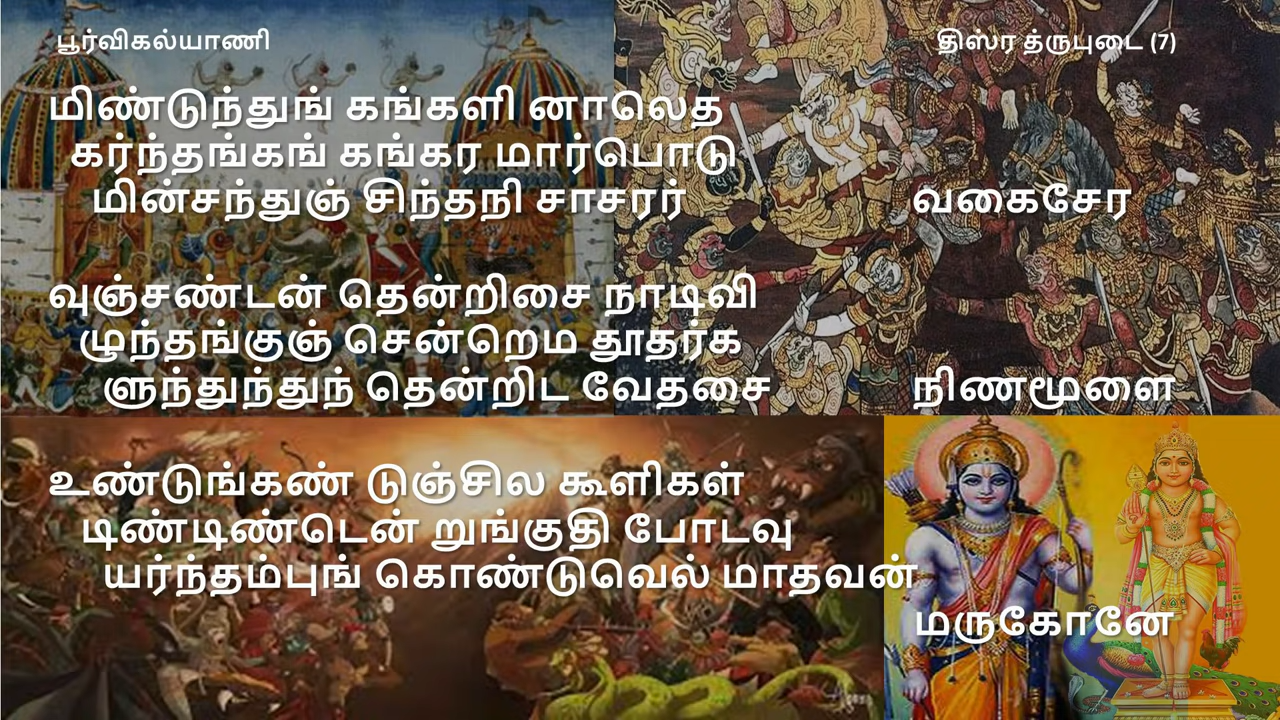 பூர்விகல்யாணி
திஸ்ர த்ருபுடை (7)
மிண்டுந்துங் கங்களி னாலெத
கர்ந்தங்கங் கங்கர மார்பொடு
மின்சந்துஞ் சிந்தநி சாசரர் வகைசேர
வுஞ்சண்டன் தென்றிசை நாடிவி
ழுந்தங்குஞ் சென்றெம தூதர்க
ளுந்துந்துந் தென்றிட வேதசை நிணமூளை
உண்டுங்கண் டுஞ்சில கூளிகள்
டிண்டிண்டென் றுங்குதி போடவு
யர்ந்தம்புங் கொண்டுவெல் மாதவன்
மருகோனே